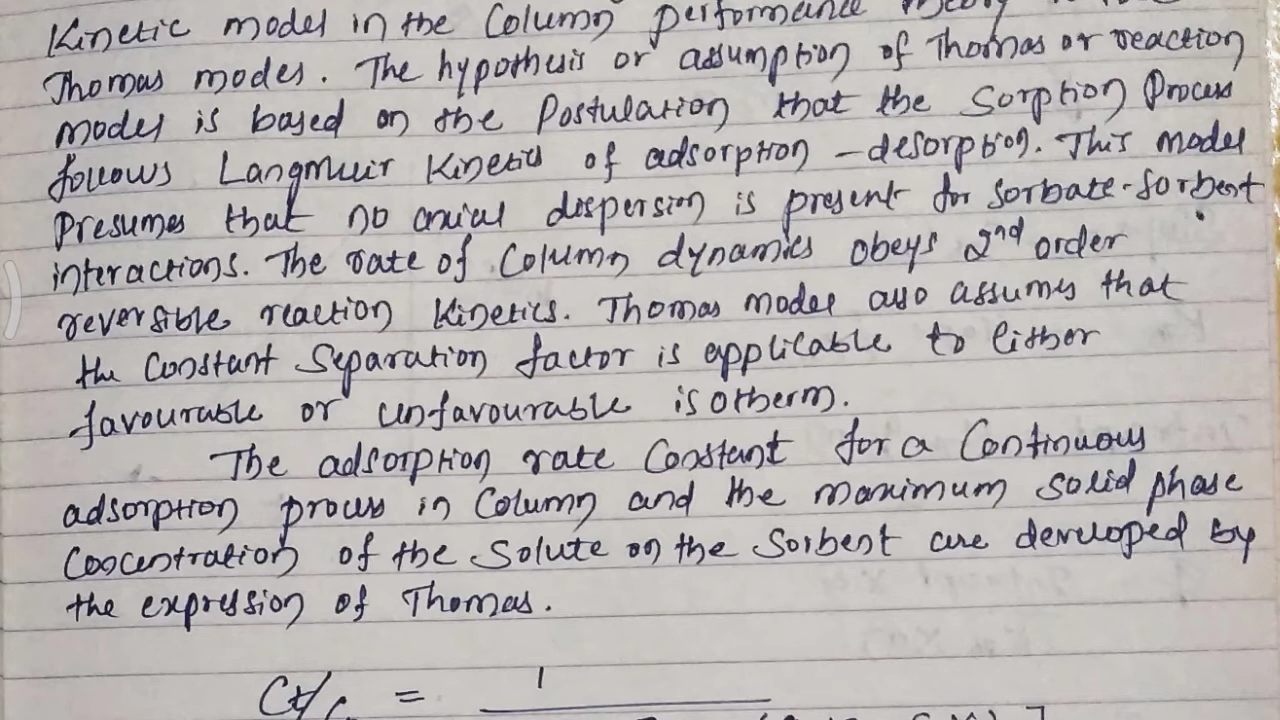 Kinetic model in the Column performance theory is
Thomas model. The hypothesis or assumption of Thomas or reaction
model is based on the Postulation that the Sorption Process
follows Langmuir Kinetics of adsorption - desorption. This model
Presumes that no axial dispersion is present for sorbate-sorbent
interactions. The rate of Column dynamics obeys 2nd order
reversible reaction Kinetics. Thomas model also assumes that
the Constant Separation factor is applicable to either
favourable or unfavourable isotherm.
The adsorption rate Constant for a Continuous
adsorption process in Column and the maximum solid phase
Concentration of the Solute on the Sorbent are developed by
the expression of Thomas.
Ct/C = 1